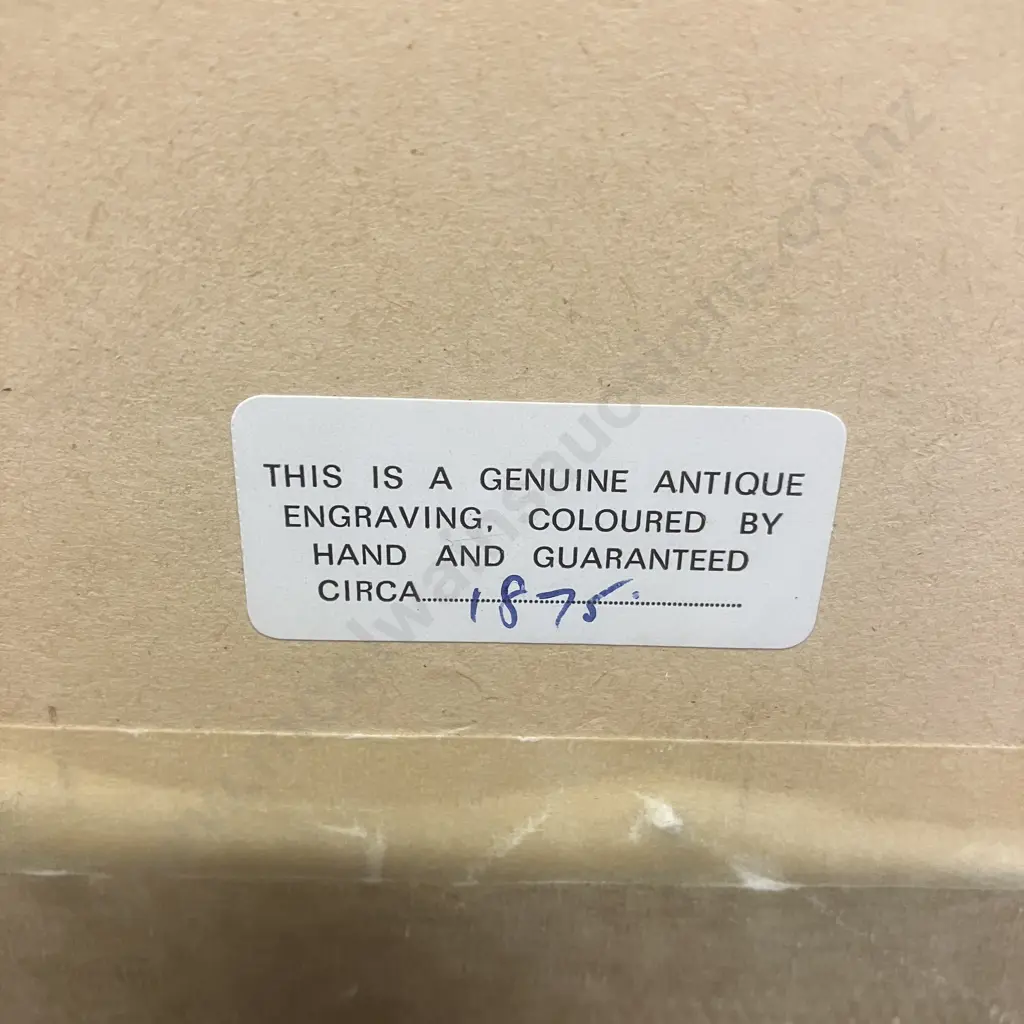 THIS IS A GENUINE ANTIQUE
ENGRAVING, COLOURED BY
HAND AND GUARANTEED
CIRCA 1875